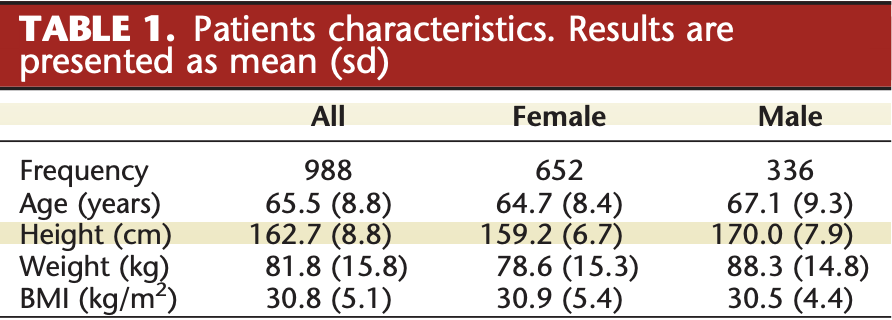 TABLE 1. Patients characteristics. Results are
presented as mean (sd)
All Female Male
Frequency 988 652 336
Age (years) 65.5 (8.8) 64.7 (8.4) 67.1 (9.3)
Height (cm) 162.7 (8.8) 159.2 (6.7) 170.0 (7.9)
Weight (kg) 81.8 (15.8) 78.6 (15.3) 88.3 (14.8)
BMI (kg/m²) 30.8 (5.1) 30.9 (5.4) 30.5 (4.4)